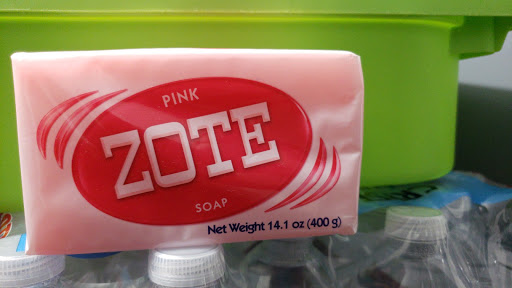 PINK
ZOTE
SOAP
Net Weight 14.1 oz (400 g)